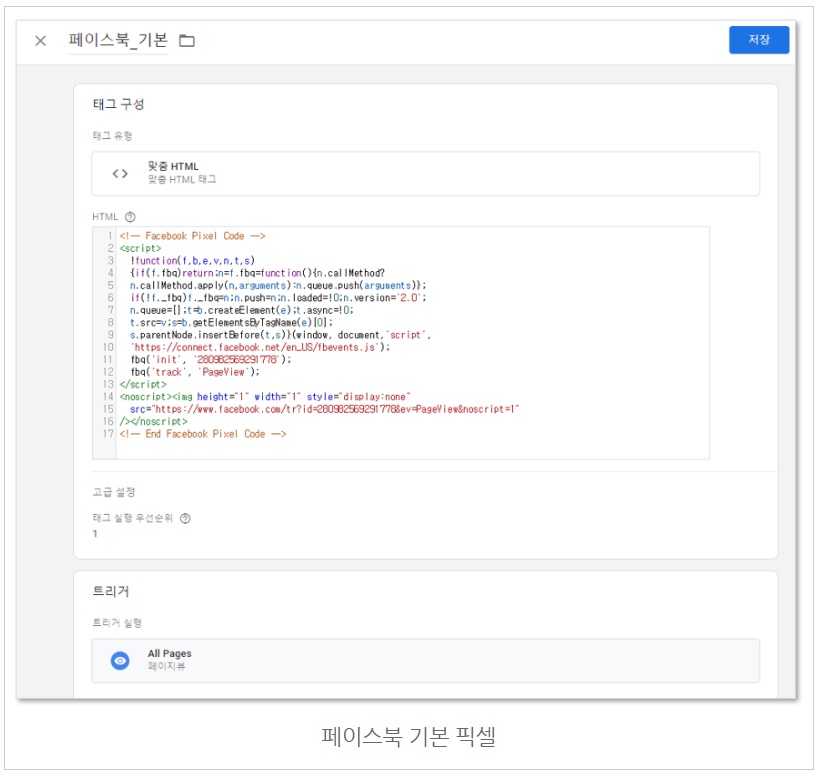 페이스북_기본
저장
태그 구성
태그 유형
맞춤 HTML
맞춤 HTML 태그
HTML
1 <!-- Facebook Pixel Code -->
2 <script>
3 !function(f,b,e,v,n,t,s)
4 {if(f.fbq)return;n=f.fbq=function(){n.callMethod?
5 n.callMethod.apply(n,arguments):n.queue.push(arguments)};
6 if(!f._fbq)f._fbq=n;n.push=n;n.loaded=!0;n.version='2.0';
7 n.queue=[];t=b.createElement(e);t.async=!0;
8 t.src=v;s=b.getElementsByTagName(e)[0];
9 s.parentNode.insertBefore(t,s)}(window, document,'script',
10 'https://connect.facebook.net/en_US/fbevents.js');
11 fbq('init', '280982569291778');
12 fbq('track', 'PageView');
13 </script>
14 <noscript><img height="1" width="1" style="display:none"
15 src="https://www.facebook.com/tr?id=280982569291778&ev=PageView&noscript=1"
16 /></noscript>
17 <!-- End Facebook Pixel Code -->
고급 설정
태그 실행 우선순위
1
트리거
트리거 실행
All Pages
페이지뷰
페이스북 기본 픽셀